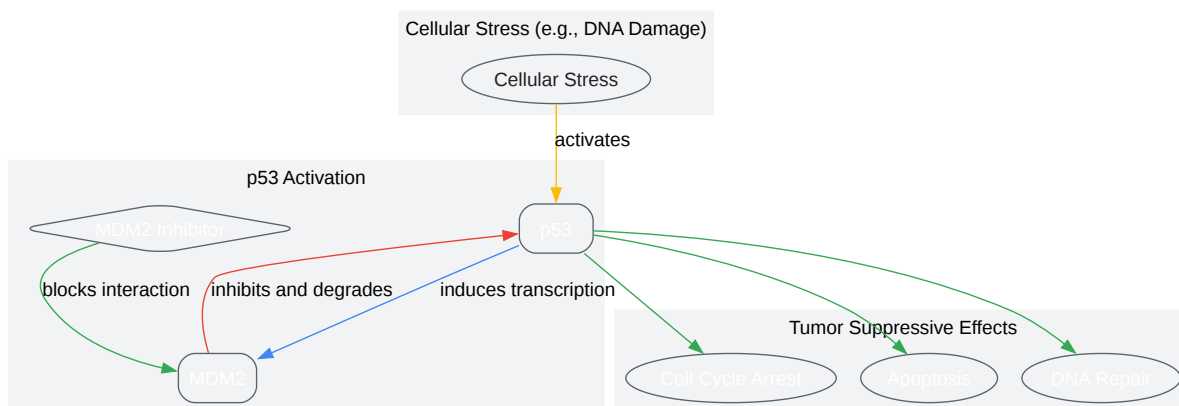 Cellular Stress (e.g., DNA Damage)
Cellular Stress
activates
p53 Activation
MDM2 Inhibitor
p53
blocks interaction
inhibits and degrades
induces transcription
Tumor Suppressive Effects
MDM2
Cell Cycle Arrest
Apoptosis
DNA Repair